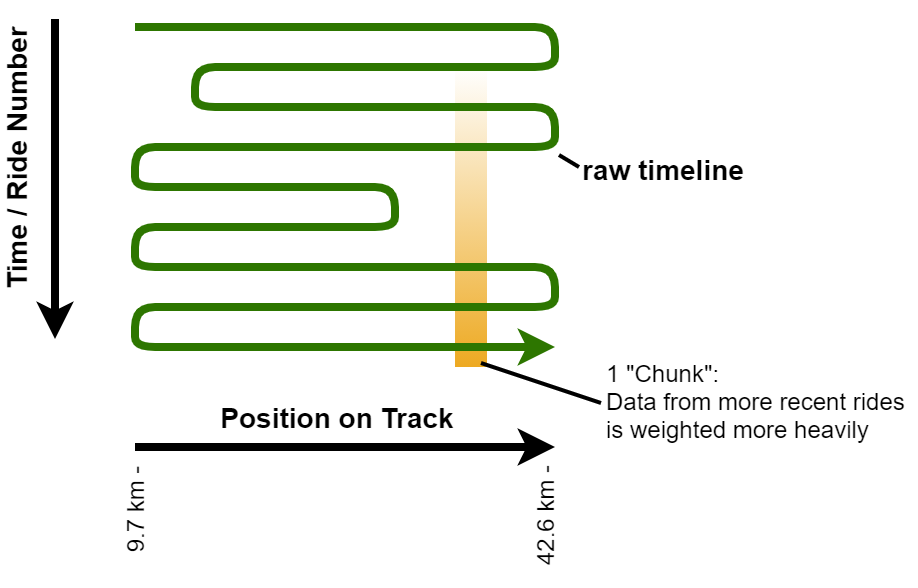 Time / Ride Number
raw timeline
1 "Chunk":
Data from more recent rides
is weighted more heavily
Position on Track
9.7 km -
42.6 km -